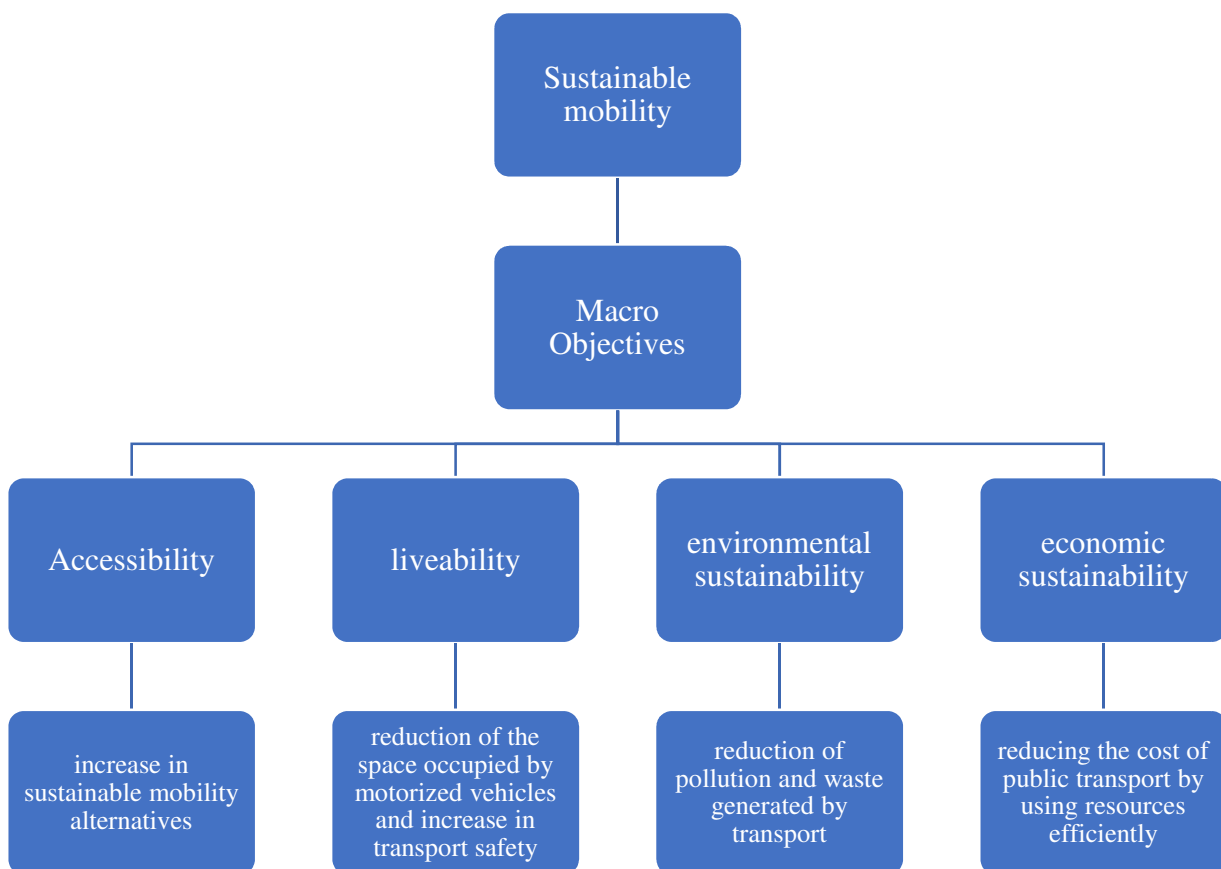 Sustainable
mobility
Macro
Objectives
Accessibility
liveability
environmental
sustainability
economic
sustainability
increase in
sustainable mobility
alternatives
reduction of the
space occupied by
motorized vehicles
and increase in
transport safety
reduction of
pollution and waste
generated by
transport
reducing the cost of
public transport by
using resources
efficiently